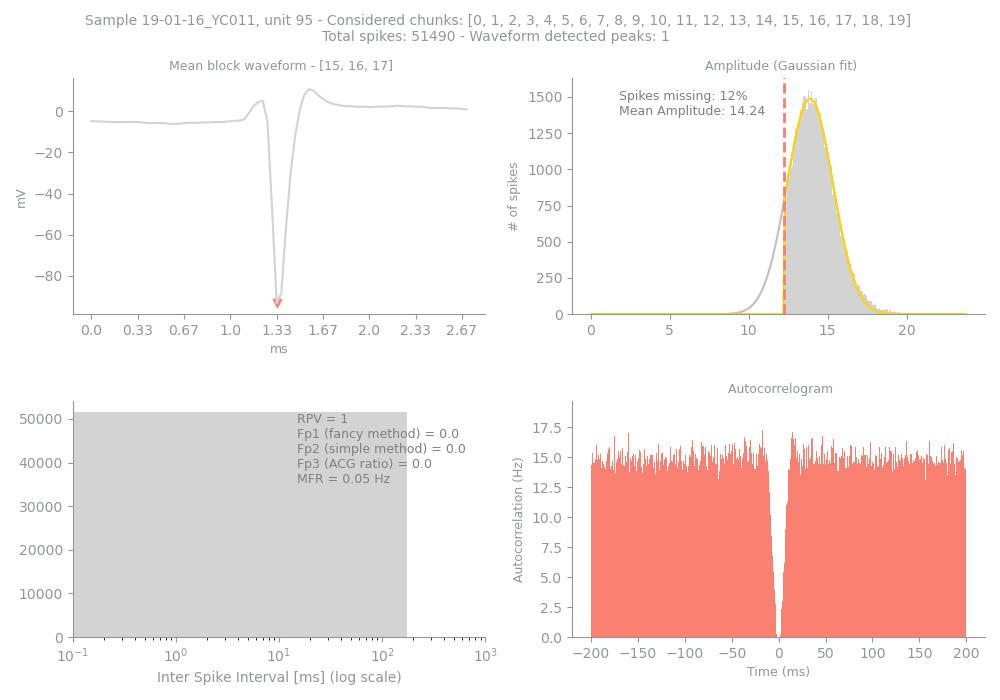 Sample 19-01-16_YC011, unit 95 - Considered chunks: [0, 1, 2, 3, 4, 5, 6, 7, 8, 9, 10, 11, 12, 13, 14, 15, 16, 17, 18, 19]
Total spikes: 51490 - Waveform detected peaks: 1
Mean block waveform - [15, 16, 17]
mV
0
−20
−40
−60
−80
0.0 0.33 0.67 1.0 1.33 1.67 2.0 2.33 2.67
ms
Amplitude (Gaussian fit)
Spikes missing: 12%
Mean Amplitude: 14.24
# of spikes
1500
1250
1000
750
500
250
0
0 5 10 15 20
50000
40000
30000
20000
10000
0
RPV = 1
Fp1 (fancy method) = 0.0
Fp2 (simple method) = 0.0
Fp3 (ACG ratio) = 0.0
MFR = 0.05 Hz
10⁻¹ 10⁰ 10¹ 10² 10³
Inter Spike Interval [ms] (log scale)
Autocorrelogram
Autocorrelation (Hz)
17.5
15.0
12.5
10.0
7.5
5.0
2.5
0.0
−200 −150 −100 −50 0 50 100 150 200
Time (ms)